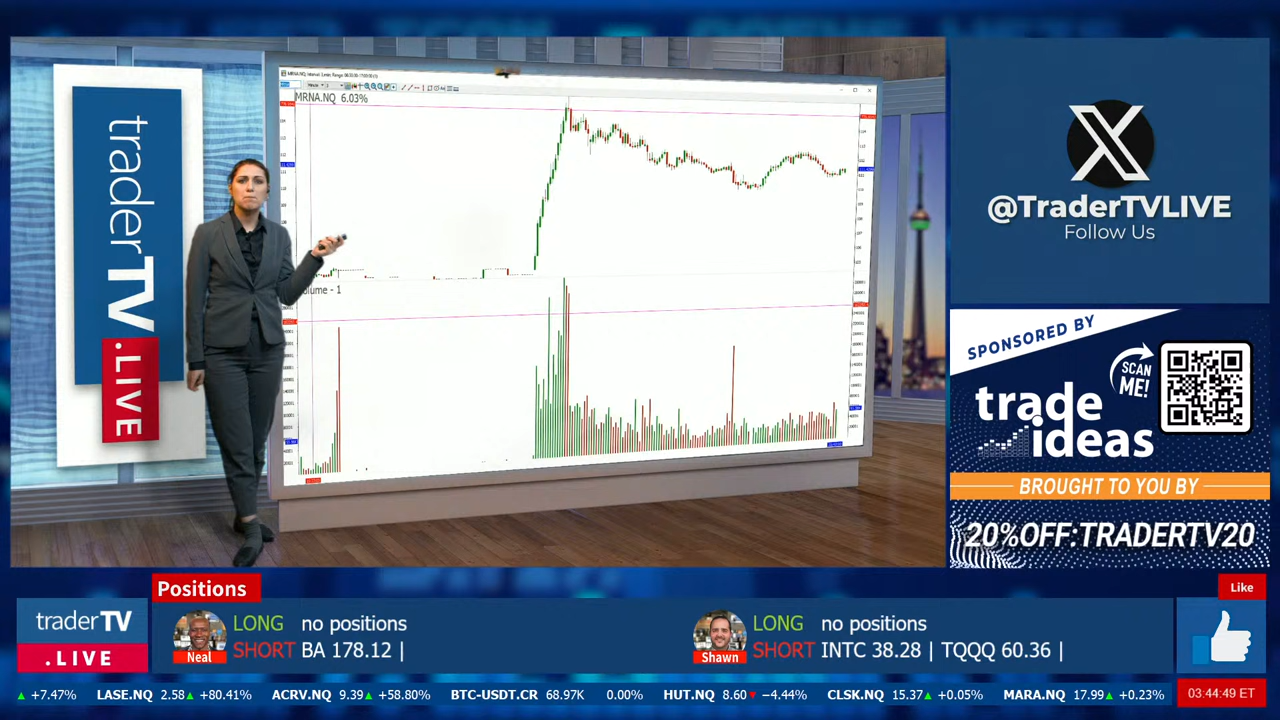 MRNA.NQ 6.03%
Volume - 1
traderTV.LIVE
@TraderTVLIVE
Follow Us
SPONSORED BY
SCAN ME!
trade ideas
BROUGHT TO YOU BY
20%OFF:TRADERTV20
Positions
Like
traderTV
.LIVE
Neal
LONG no positions
SHORT BA 178.12 |
Shawn
LONG no positions
SHORT INTC 38.28 | TQQQ 60.36 |
▲ +7.47% LASE.NQ 2.58▲ +80.41% ACRV.NQ 9.39▲ +58.80% BTC-USDT.CR 68.97K 0.00% HUT.NQ 8.60▼ −4.44% CLSK.NQ 15.37▲ +0.05% MARA.NQ 17.99▲ +0.23%
03:44:49 ET